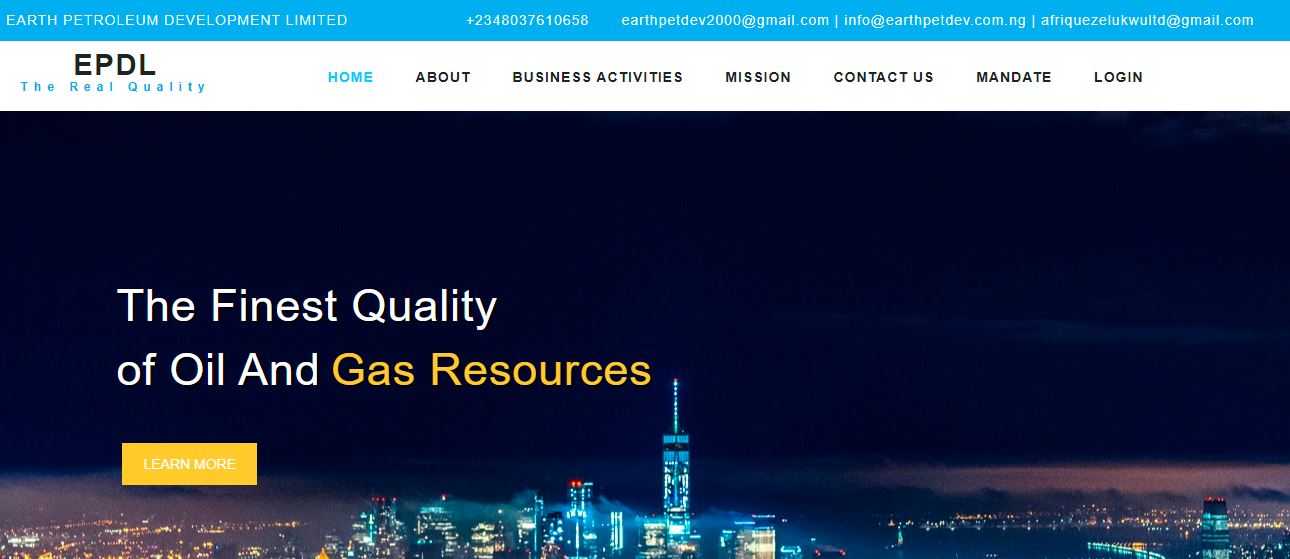 EARTH PETROLEUM DEVELOPMENT LIMITED +2348037610658 earthpetdev2000@gmail.com | info@earthpetdev.com.ng | afriquezelukwultd@gmail.com
EPDL
The Real Quality
HOME ABOUT BUSINESS ACTIVITIES MISSION CONTACT US MANDATE LOGIN
The Finest Quality
of Oil And Gas Resources
LEARN MORE